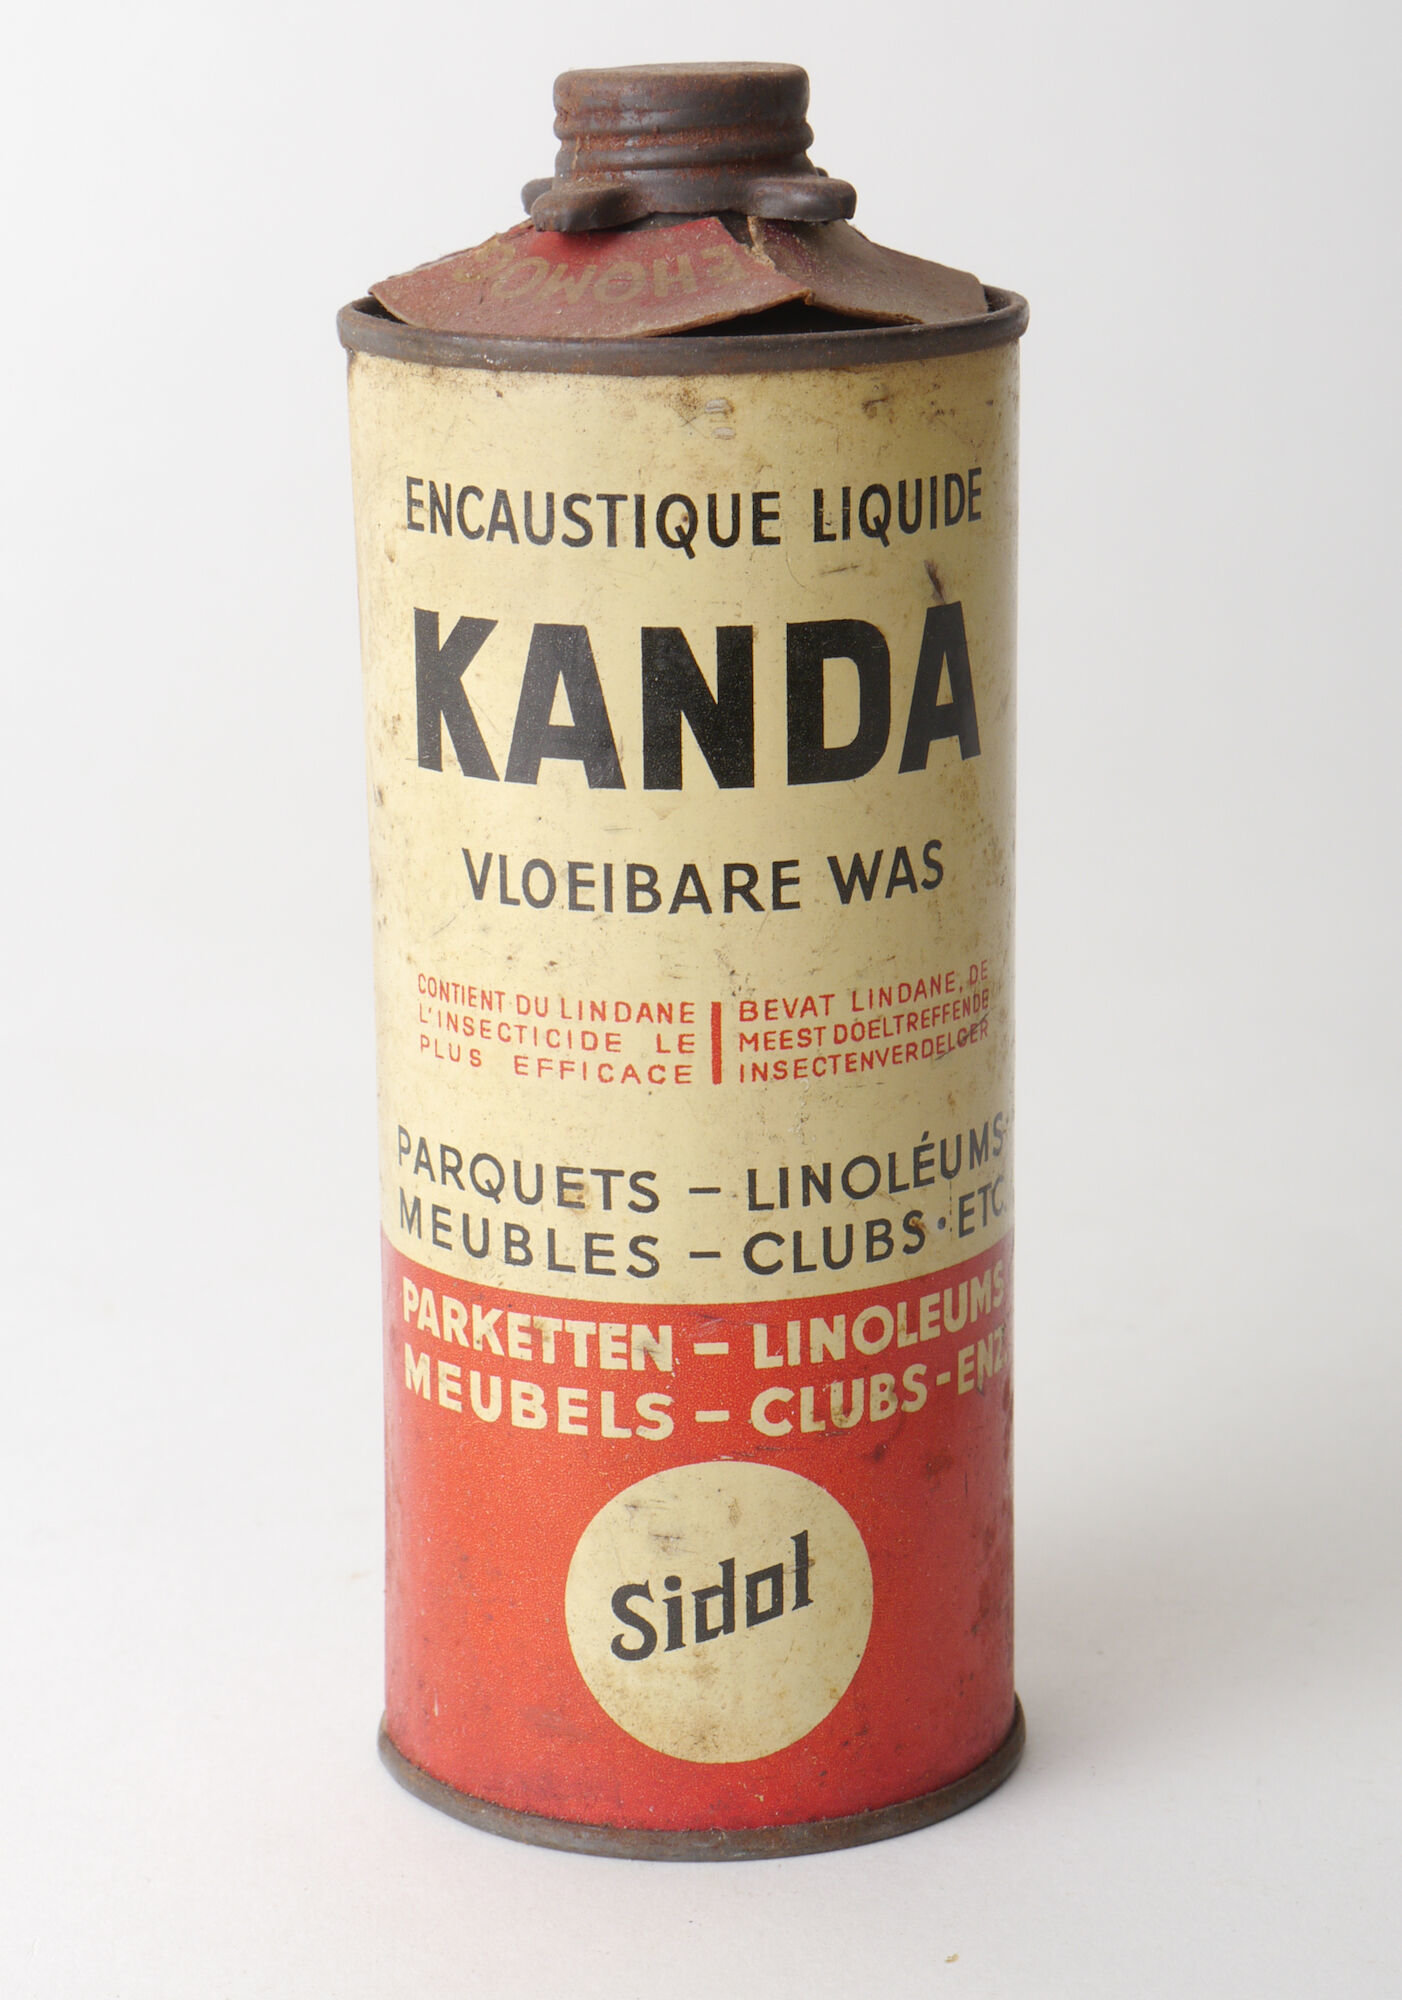 ENCAUSTIQUE LIQUIDE
KANDA
VLOEIBARE WAS
CONTIENT DU LINDANE
L'INSECTICIDE LE
PLUS EFFICACE
BEVAT LINDANE, DE
MEEST DOELTREFFENDE
INSECTENVERDELGER
PARQUETS - LINOLÉUMS-
MEUBLES - CLUBS · ETC.
PARKETTEN - LINOLEUMS
MEUBELS - CLUBS - ENZ.
Sidol